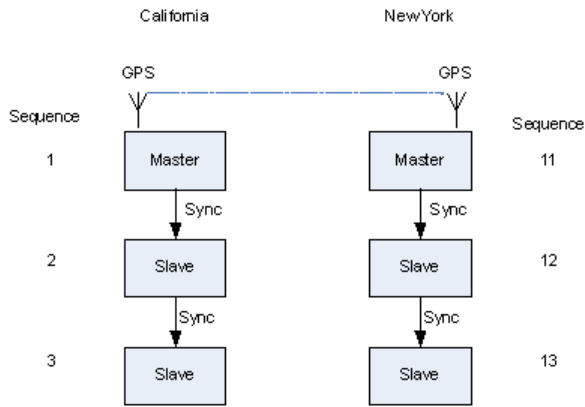 California NewYork
GPS GPS
Sequence Sequence
1 Master Master 11
Sync Sync
2 Slave Slave 12
Sync Sync
3 Slave Slave 13